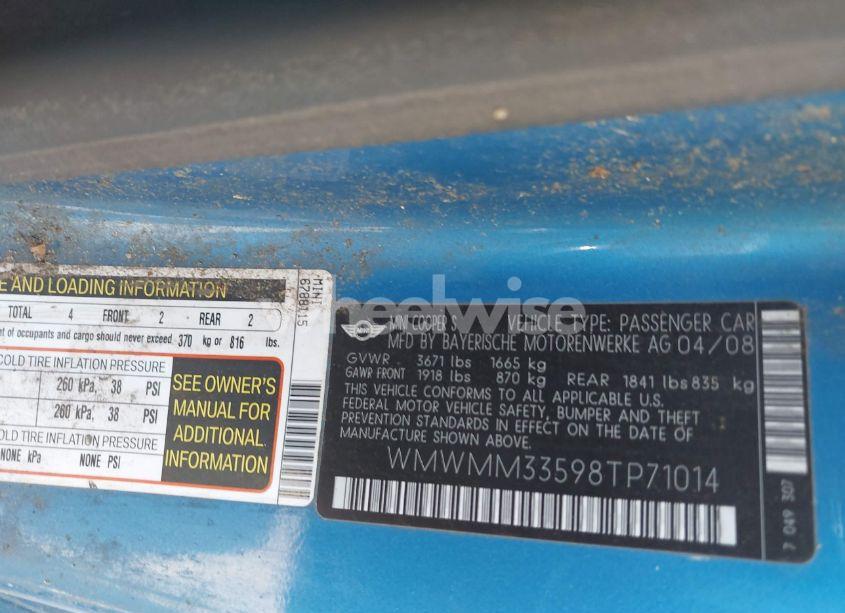 E AND LOADING INFORMATION
TOTAL 4 FRONT 2 REAR 2
t of occupants and cargo should never exceed 370 kg or 816 lbs.
COLD TIRE INFLATION PRESSURE
260 kPa, 38 PSI
260 kPa, 38 PSI
COLD TIRE INFLATION PRESSURE
NONE kPa NONE PSI
SEE OWNER'S
MANUAL FOR
ADDITIONAL
INFORMATION
MINI
6788115
wheelwise
MINI
MINI COOPER S VEHICLE TYPE: PASSENGER CAR
MFD BY BAYERISCHE MOTORENWERKE AG 04/08
GVWR 3671 lbs 1665 kg
GAWR FRONT 1918 lbs 870 kg REAR 1841 lbs 835 kg
THIS VEHICLE CONFORMS TO ALL APPLICABLE U.S.
FEDERAL MOTOR VEHICLE SAFETY, BUMPER AND THEFT
PREVENTION STANDARDS IN EFFECT ON THE DATE OF
MANUFACTURE SHOWN ABOVE.
WMWMM33598TP71014
7 049 307